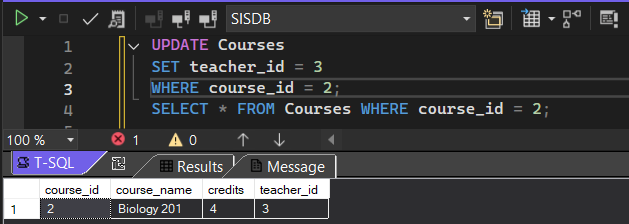 SISDB
1 UPDATE Courses
2 SET teacher_id = 3
3 WHERE course_id = 2;
4 SELECT * FROM Courses WHERE course_id = 2;
100 % 1 0
T-SQL Results Message
course_id course_name credits teacher_id
1 2 Biology 201 4 3